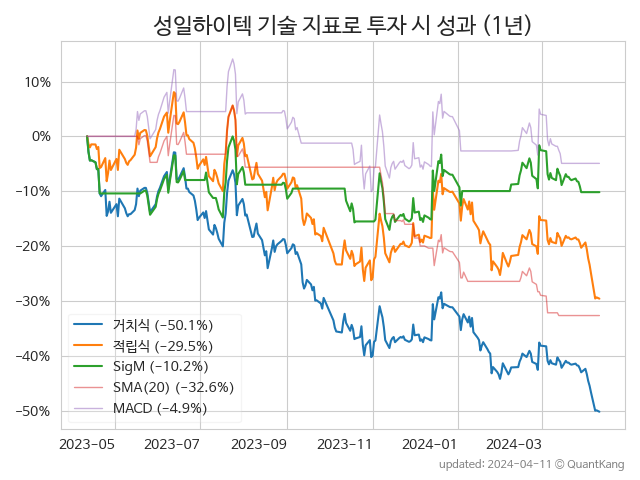 성일하이텍 기술 지표로 투자 시 성과 (1년)
10%
0%
−10%
−20%
−30%
−40%
−50%
거치식 (−50.1%)
적립식 (−29.5%)
SigM (−10.2%)
SMA(20) (−32.6%)
MACD (−4.9%)
2023−05 2023−07 2023−09 2023−11 2024−01 2024−03
updated: 2024−04−11 © QuantKang